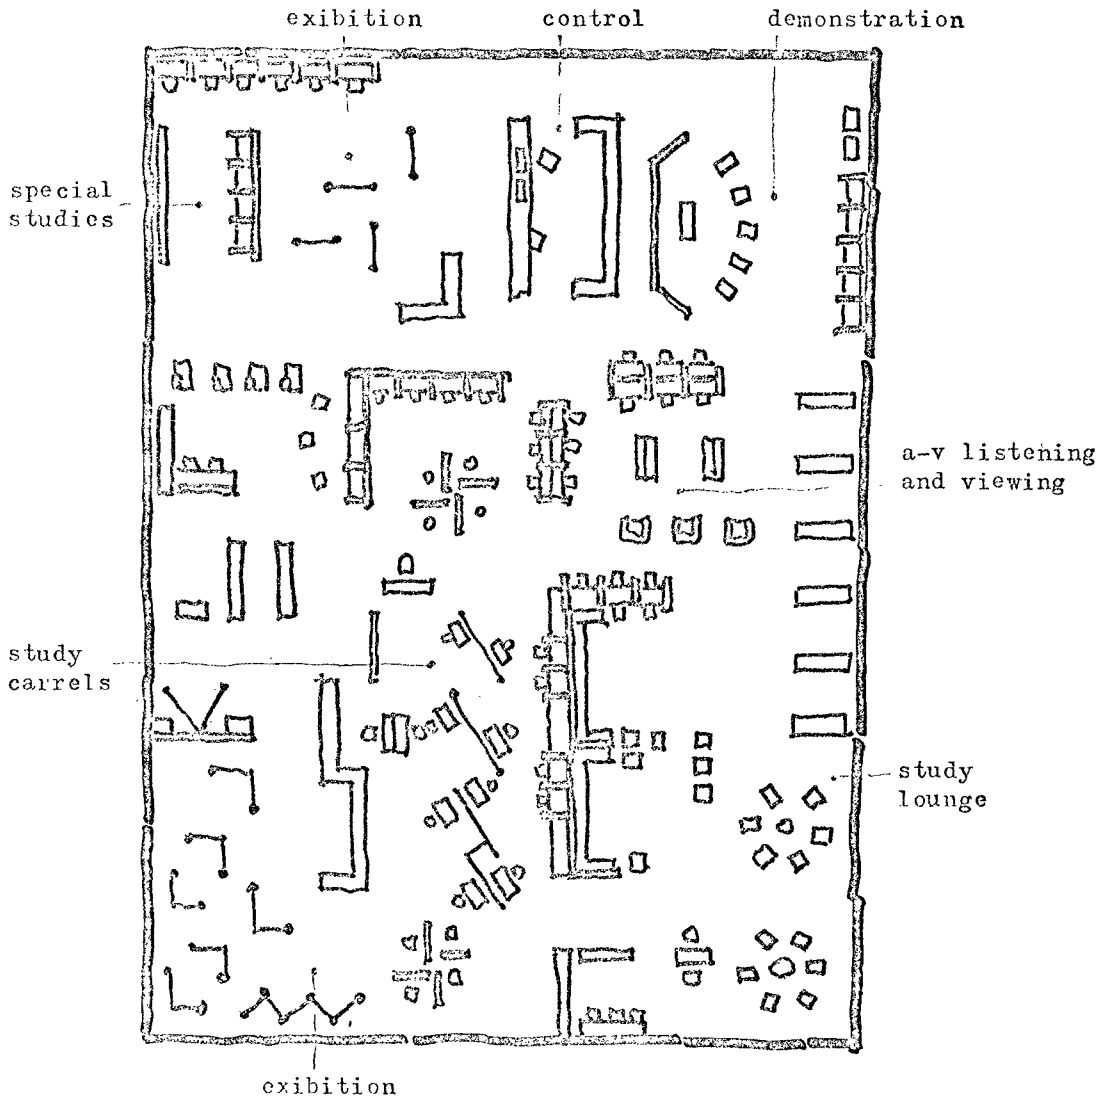 exibition control demonstration
special
studies
a-v listening
and viewing
study
carrels
study
lounge
exibition